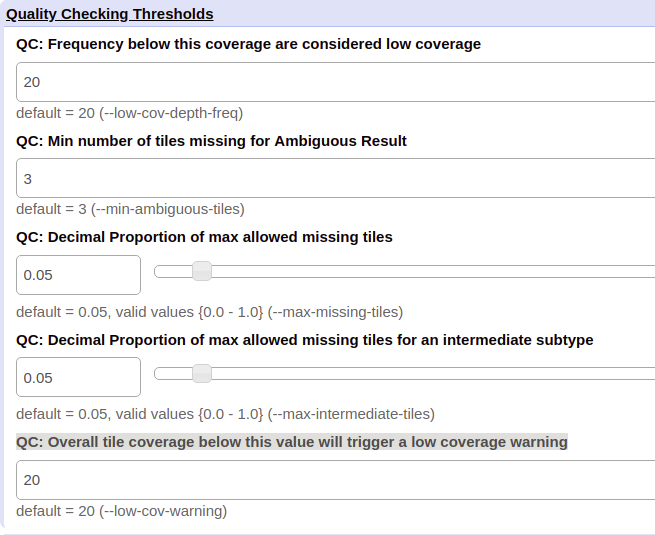 Quality Checking Thresholds
QC: Frequency below this coverage are considered low coverage
20
default = 20 (--low-cov-depth-freq)
QC: Min number of tiles missing for Ambiguous Result
3
default = 3 (--min-ambiguous-tiles)
QC: Decimal Proportion of max allowed missing tiles
0.05
default = 0.05, valid values {0.0 - 1.0} (--max-missing-tiles)
QC: Decimal Proportion of max allowed missing tiles for an intermediate subtype
0.05
default = 0.05, valid values {0.0 - 1.0} (--max-intermediate-tiles)
QC: Overall tile coverage below this value will trigger a low coverage warning
20
default = 20 (--low-cov-warning)